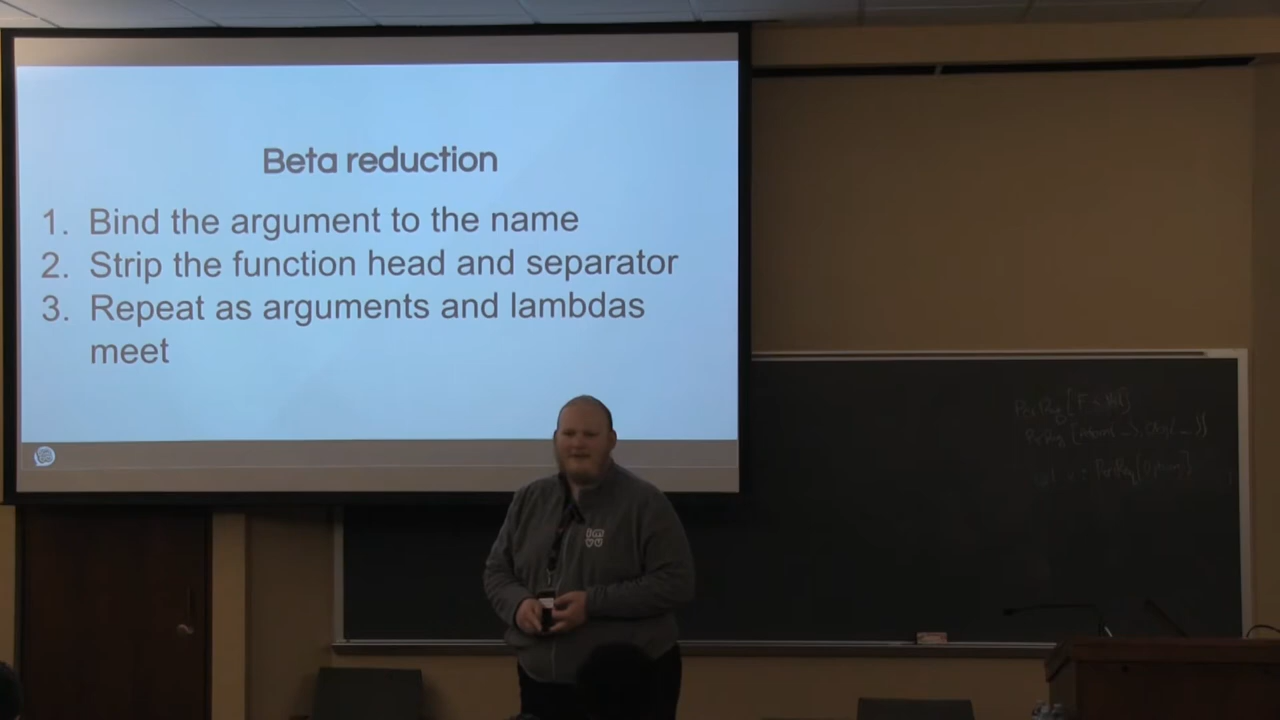 Beta reduction
1. Bind the argument to the name
2. Strip the function head and separator
3. Repeat as arguments and lambdas
meet